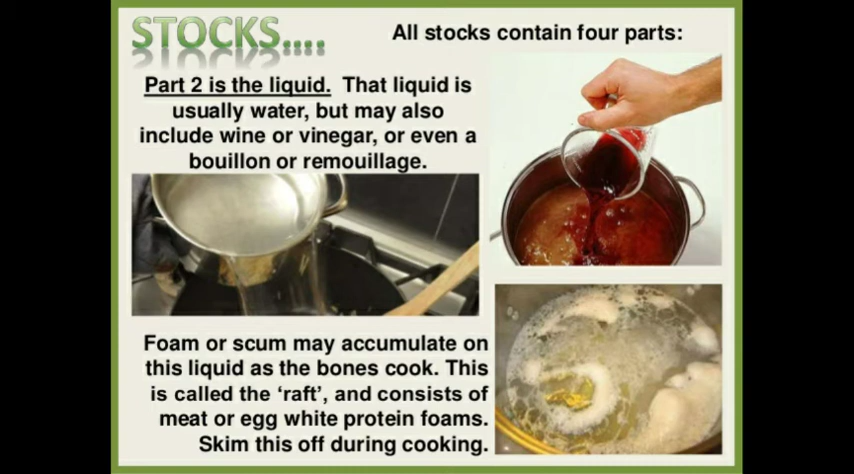 STOCKS....
All stocks contain four parts:
Part 2 is the liquid. That liquid is
usually water, but may also
include wine or vinegar, or even a
bouillon or remouillage.
Foam or scum may accumulate on
this liquid as the bones cook. This
is called the ‘raft’, and consists of
meat or egg white protein foams.
Skim this off during cooking.